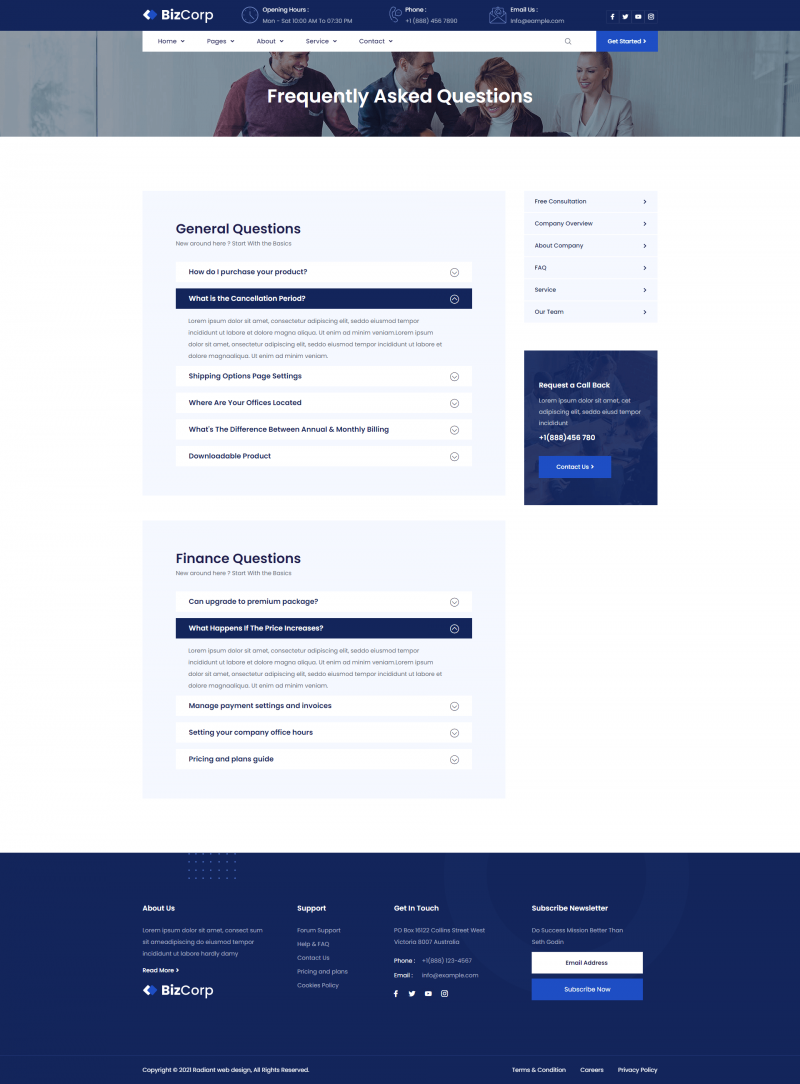 BizCorp
Opening Hours :
Mon - Sat 10:00 AM To 07:30 PM
Phone :
+1 (888) 456 7890
Email Us :
info@example.com
Home
Pages
About
Service
Contact
Get Started
Frequently Asked Questions
General Questions
New around here ? Start With the Basics
How do I purchase your product?
What is the Cancellation Period?
Lorem ipsum dolor sit amet, consectetur adipiscing elit, seddo eiusmod tempor
incididunt ut labore et dolore magna aliqua. Ut enim ad minim veniam.Lorem ipsum
dolor sit amet, onsectetur adipiscing elit, seddo eiusmod tempor incididunt ut labore et
dolore magnaaliqua. Ut enim ad minim veniam.
Shipping Options Page Settings
Where Are Your Offices Located
What's The Difference Between Annual & Monthly Billing
Downloadable Product
Free Consultation
Company Overview
About Company
FAQ
Service
Our Team
Request a Call Back
Lorem ipsum dolor sit amet, cet
adipiscing elit, seddo eiusd tempor
incididunt
+1(888)456 780
Contact Us
Finance Questions
New around here ? Start With the Basics
Can upgrade to premium package?
What Happens If The Price Increases?
Lorem ipsum dolor sit amet, consectetur adipiscing elit, seddo eiusmod tempor
incididunt ut labore et dolore magna aliqua. Ut enim ad minim veniam.Lorem ipsum
dolor sit amet, onsectetur adipiscing elit, seddo eiusmod tempor incididunt ut labore et
dolore magnaaliqua. Ut enim ad minim veniam.
Manage payment settings and invoices
Setting your company office hours
Pricing and plans guide
About Us
Lorem ipsum dolor sit amet, consect sum
sit ameadipiscing do eiusmod tempor
incididunt ut labore hardly damy
Read More
BizCorp
Support
Forum Support
Help & FAQ
Contact Us
Pricing and plans
Cookies Policy
Get In Touch
PO Box 16122 Collins Street West
Victoria 8007 Australia
Phone : +1(888) 123-4567
Email : info@example.com
Subscribe Newsletter
Do Success Mission Better Than
Seth Godin
Email Address
Subscribe Now
Copyright © 2021 Radiant web design, All Rights Reserved.
Terms & Condition
Careers
Privacy Policy